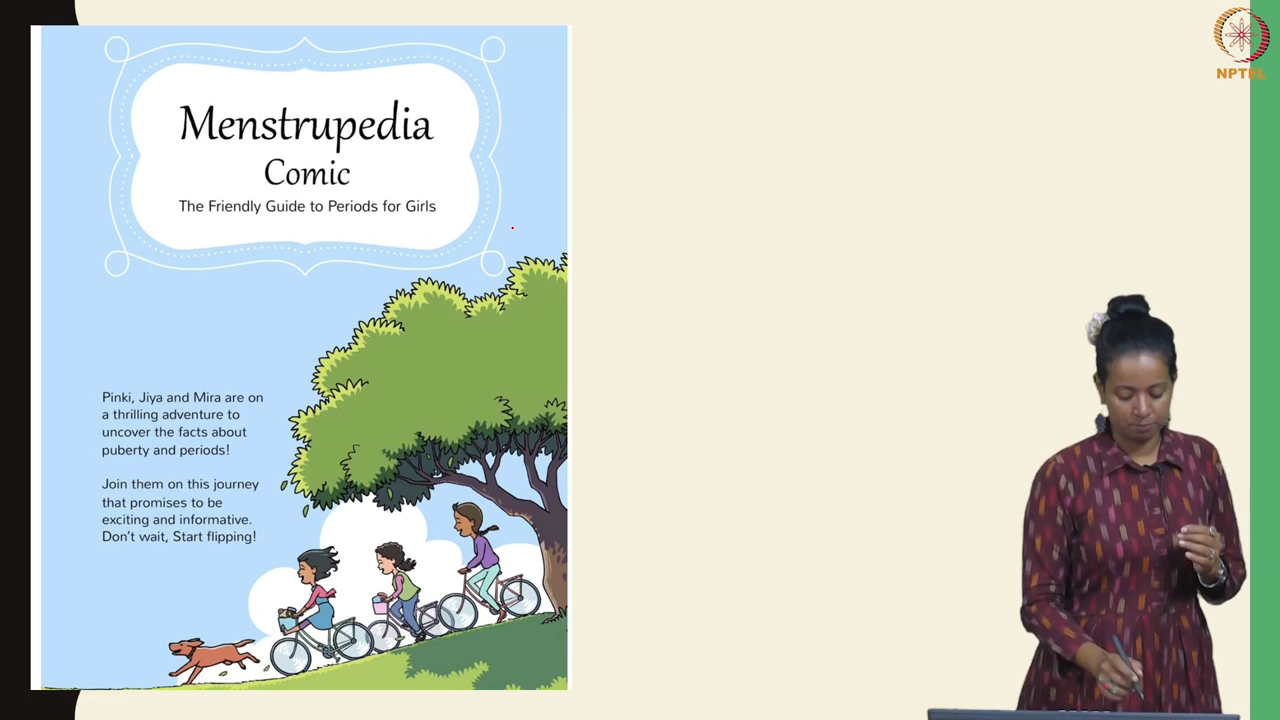 Menstrupedia
Comic
The Friendly Guide to Periods for Girls
Pinki, Jiya and Mira are on
a thrilling adventure to
uncover the facts about
puberty and periods!
Join them on this journey
that promises to be
exciting and informative.
Don't wait, Start flipping!
NPTEL